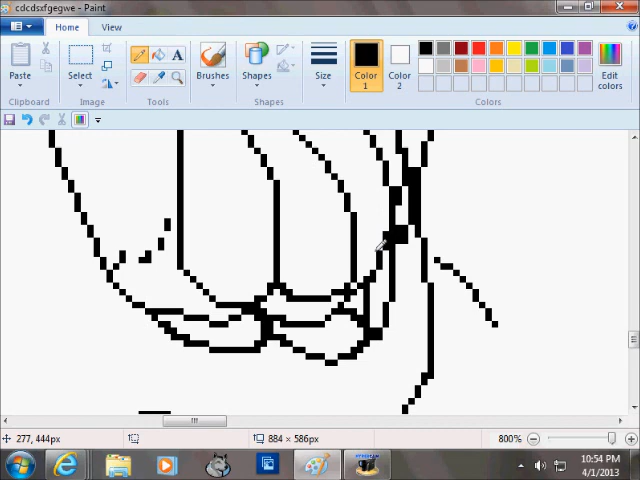 cdcdsxfgegwe - Paint
Home
View
Paste
Select
Brushes
Shapes
Size
Color 1
Color 2
Edit colors
Clipboard
Image
Tools
Shapes
Colors
277, 444px
884 × 586px
800%
10:54 PM
4/1/2013